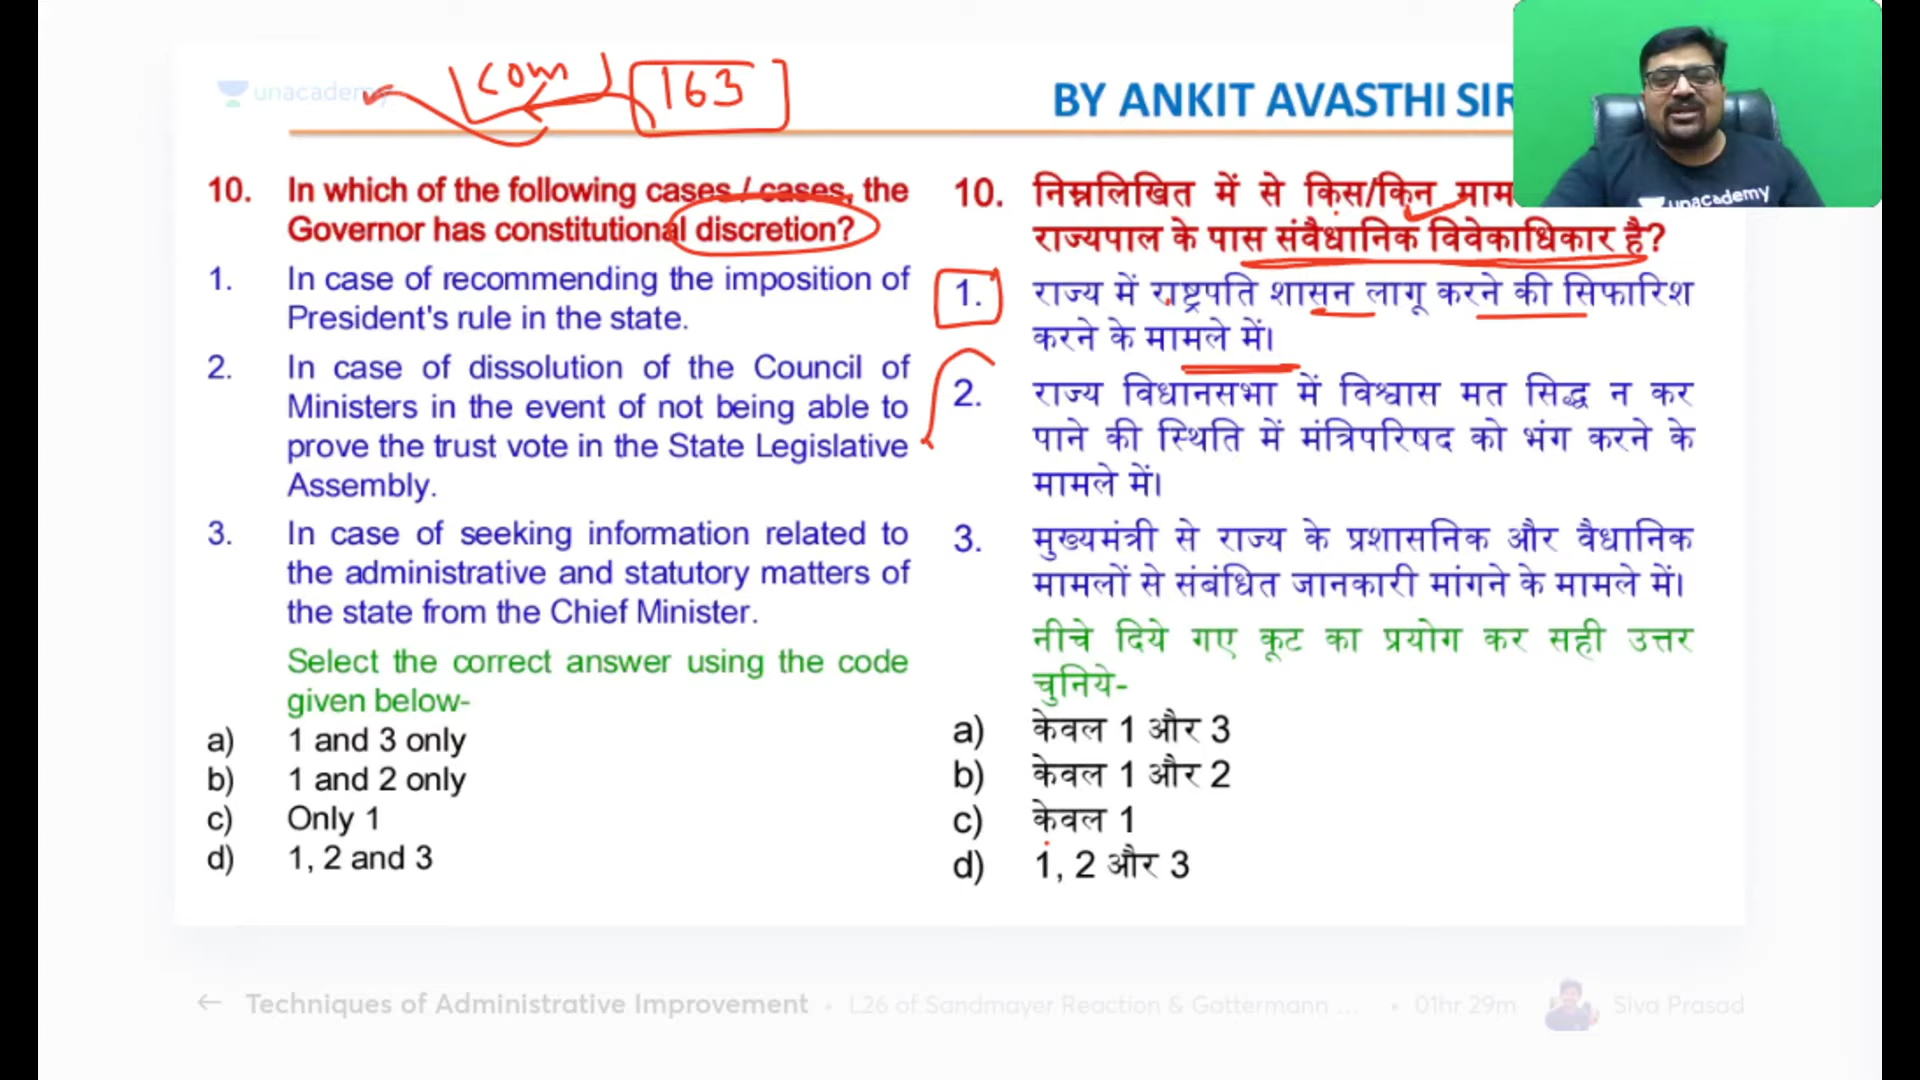 com 163
unacademy
BY ANKIT AVASTHI SIR
unacademy
10. In which of the following cases / cases, the
Governor has constitutional discretion?
1. In case of recommending the imposition of
President's rule in the state.
2. In case of dissolution of the Council of
Ministers in the event of not being able to
prove the trust vote in the State Legislative
Assembly.
3. In case of seeking information related to
the administrative and statutory matters of
the state from the Chief Minister.
Select the correct answer using the code
given below-
a) 1 and 3 only
b) 1 and 2 only
c) Only 1
d) 1, 2 and 3
10. निम्नलिखित में से किस/किन माम
राज्यपाल के पास संवैधानिक विवेकाधिकार है?
1. राज्य में राष्ट्रपति शासन लागू करने की सिफारिश
करने के मामले में।
2. राज्य विधानसभा में विश्वास मत सिद्ध न कर
पाने की स्थिति में मंत्रिपरिषद को भंग करने के
मामले में।
3. मुख्यमंत्री से राज्य के प्रशासनिक और वैधानिक
मामलों से संबंधित जानकारी मांगने के मामले में।
नीचे दिये गए कूट का प्रयोग कर सही उत्तर
चुनिये-
a) केवल 1 और 3
b) केवल 1 और 2
c) केवल 1
d) 1, 2 और 3
← Techniques of Administrative Improvement • L26 of Sandmayer Reaction & Gattermann ... • 01hr 29m Siva Prasad